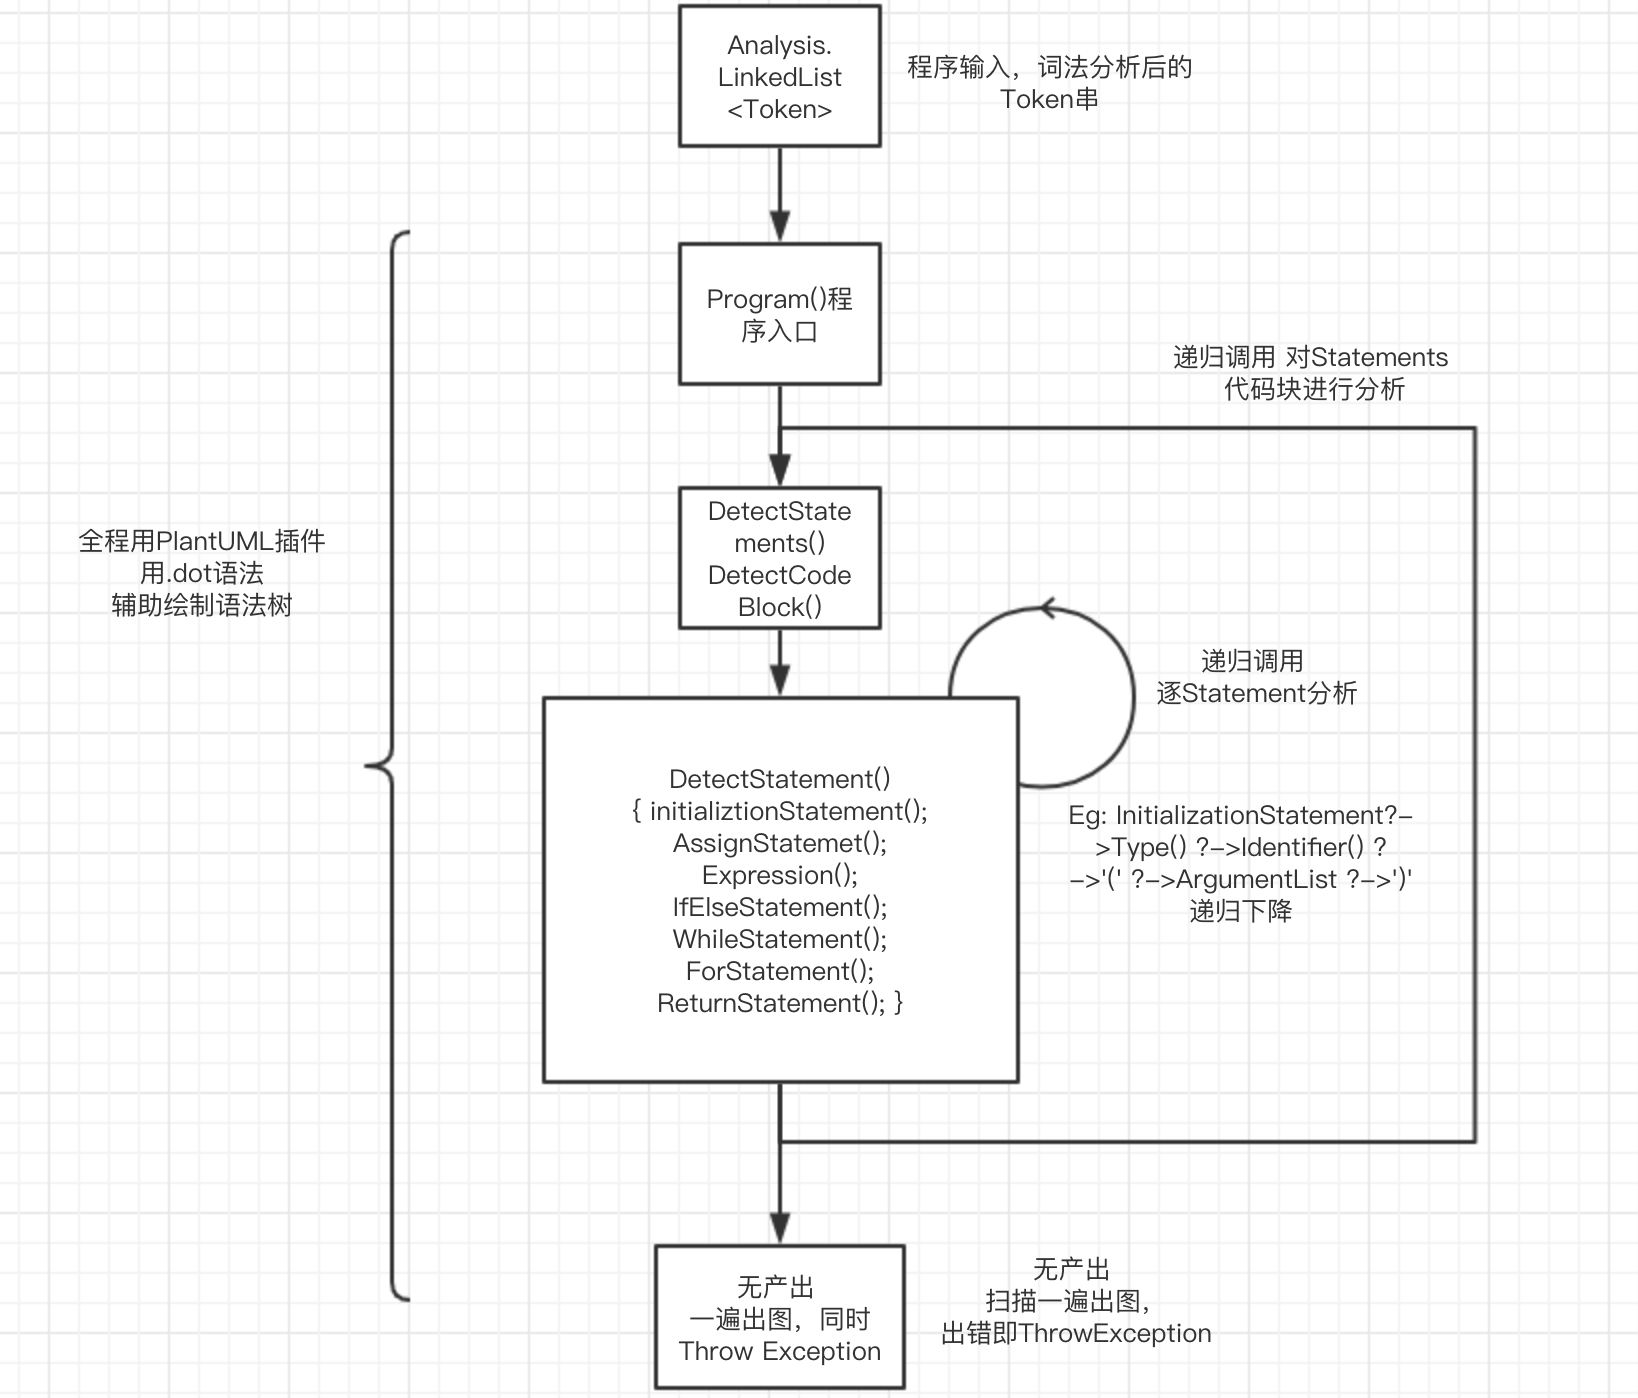 Analysis.
LinkedList
<Token>
程序输入，词法分析后的
Token串
Program()程
序入口
递归调用 对Statements
代码块进行分析
DetectState
ments()
DetectCode
Block()
全程用PlantUML插件
用.dot语法
辅助绘制语法树
递归调用
逐Statement分析
DetectStatement()
{ initializtionStatement();
AssignStatemet();
Expression();
IfElseStatement();
WhileStatement();
ForStatement();
ReturnStatement(); }
Eg: InitializationStatement?–
>Type() ?–>Identifier() ?
–>'(' ?–>ArgumentList ?–>')'
递归下降
无产出
一遍出图，同时
Throw Exception
无产出
扫描一遍出图，
出错即ThrowException